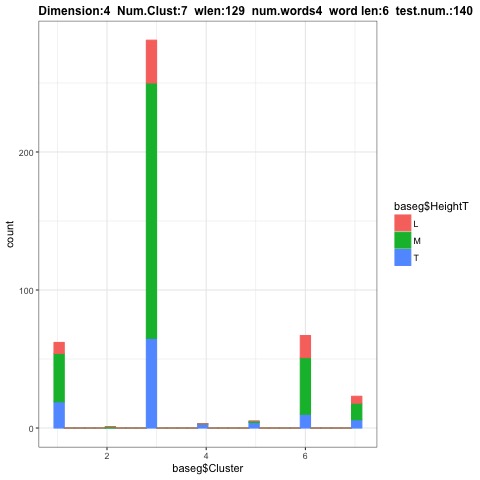 Dimension:4  Num.Clust:7  wlen:129  num.words4  word len:6  test.num.:140
200
100
0
count
2 4 6
baseg$Cluster
baseg$HeightT
L
M
T